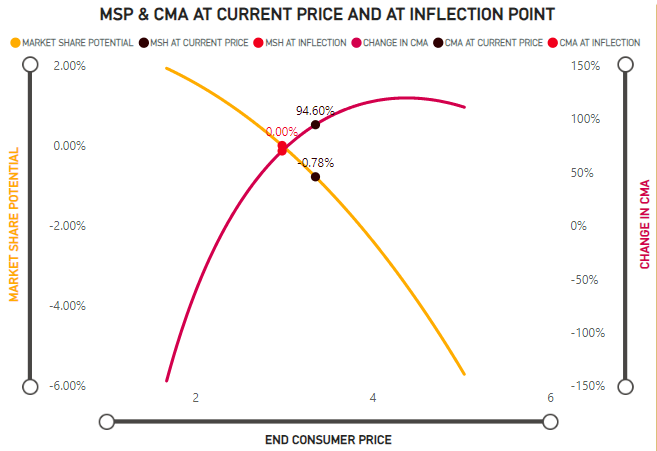 MSP & CMA AT CURRENT PRICE AND AT INFLECTION POINT
MARKET SHARE POTENTIAL MSH AT CURRENT PRICE MSH AT INFLECTION CHANGE IN CMA CMA AT CURRENT PRICE CMA AT INFLECTION
2.00%
0.00%
-2.00%
-4.00%
-6.00%
MARKET SHARE POTENTIAL
94.60%
0.00%
-0.78%
150%
100%
50%
0%
-50%
-100%
-150%
CHANGE IN CMA
2 4 6
END CONSUMER PRICE